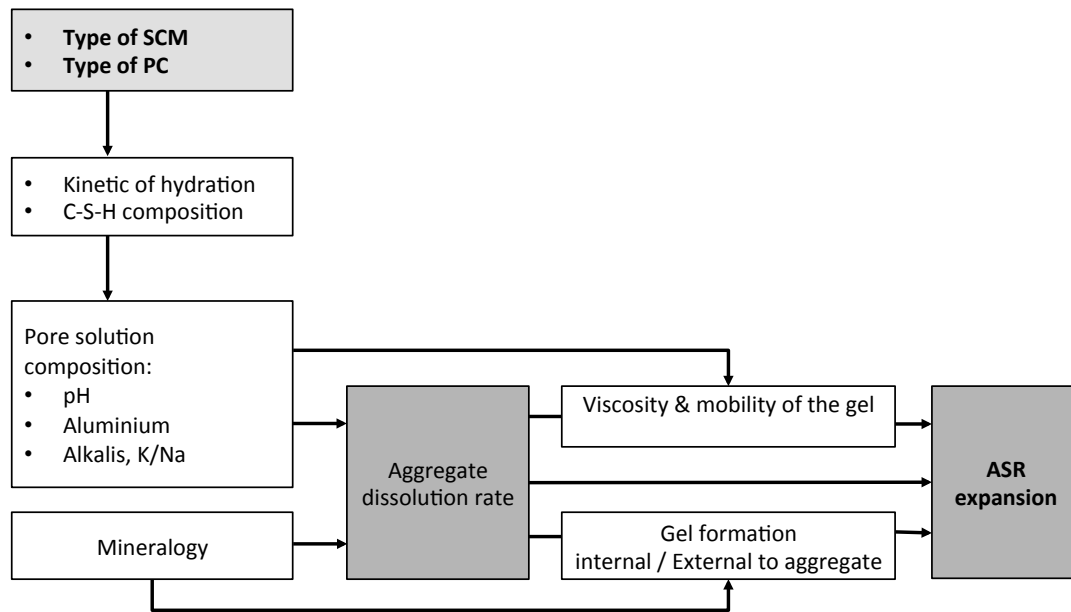 • Type of SCM
• Type of PC
• Kinetic of hydration
• C-S-H composition
Pore solution
composition:
• pH
• Aluminium
• Alkalis, K/Na
Mineralogy
Aggregate
dissolution rate
Viscosity & mobility of the gel
Gel formation
internal / External to aggregate
ASR
expansion